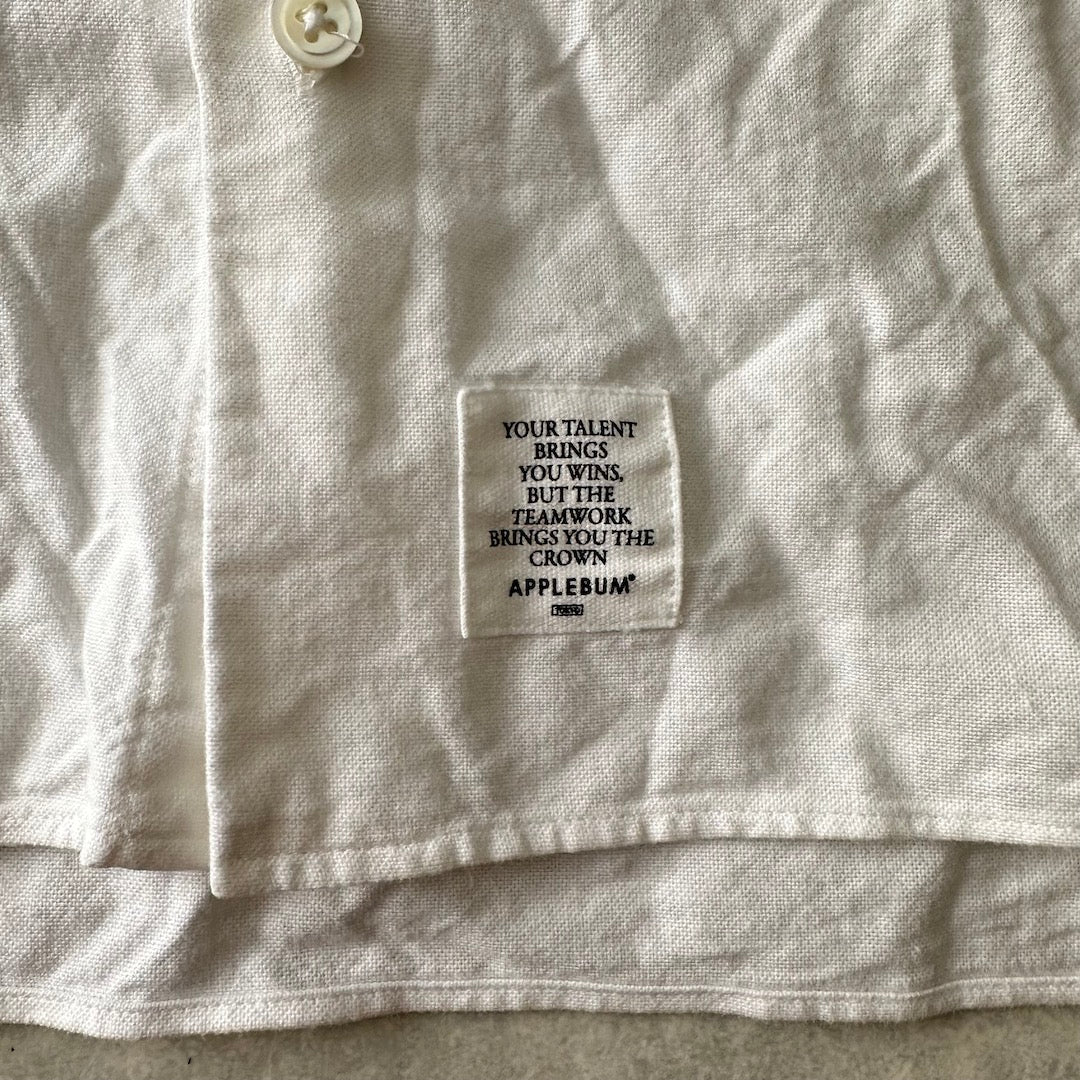 YOUR TALENT
BRINGS
YOU WINS,
BUT THE
TEAMWORK
BRINGS YOU THE
CROWN
APPLEBUM®
TOKYO